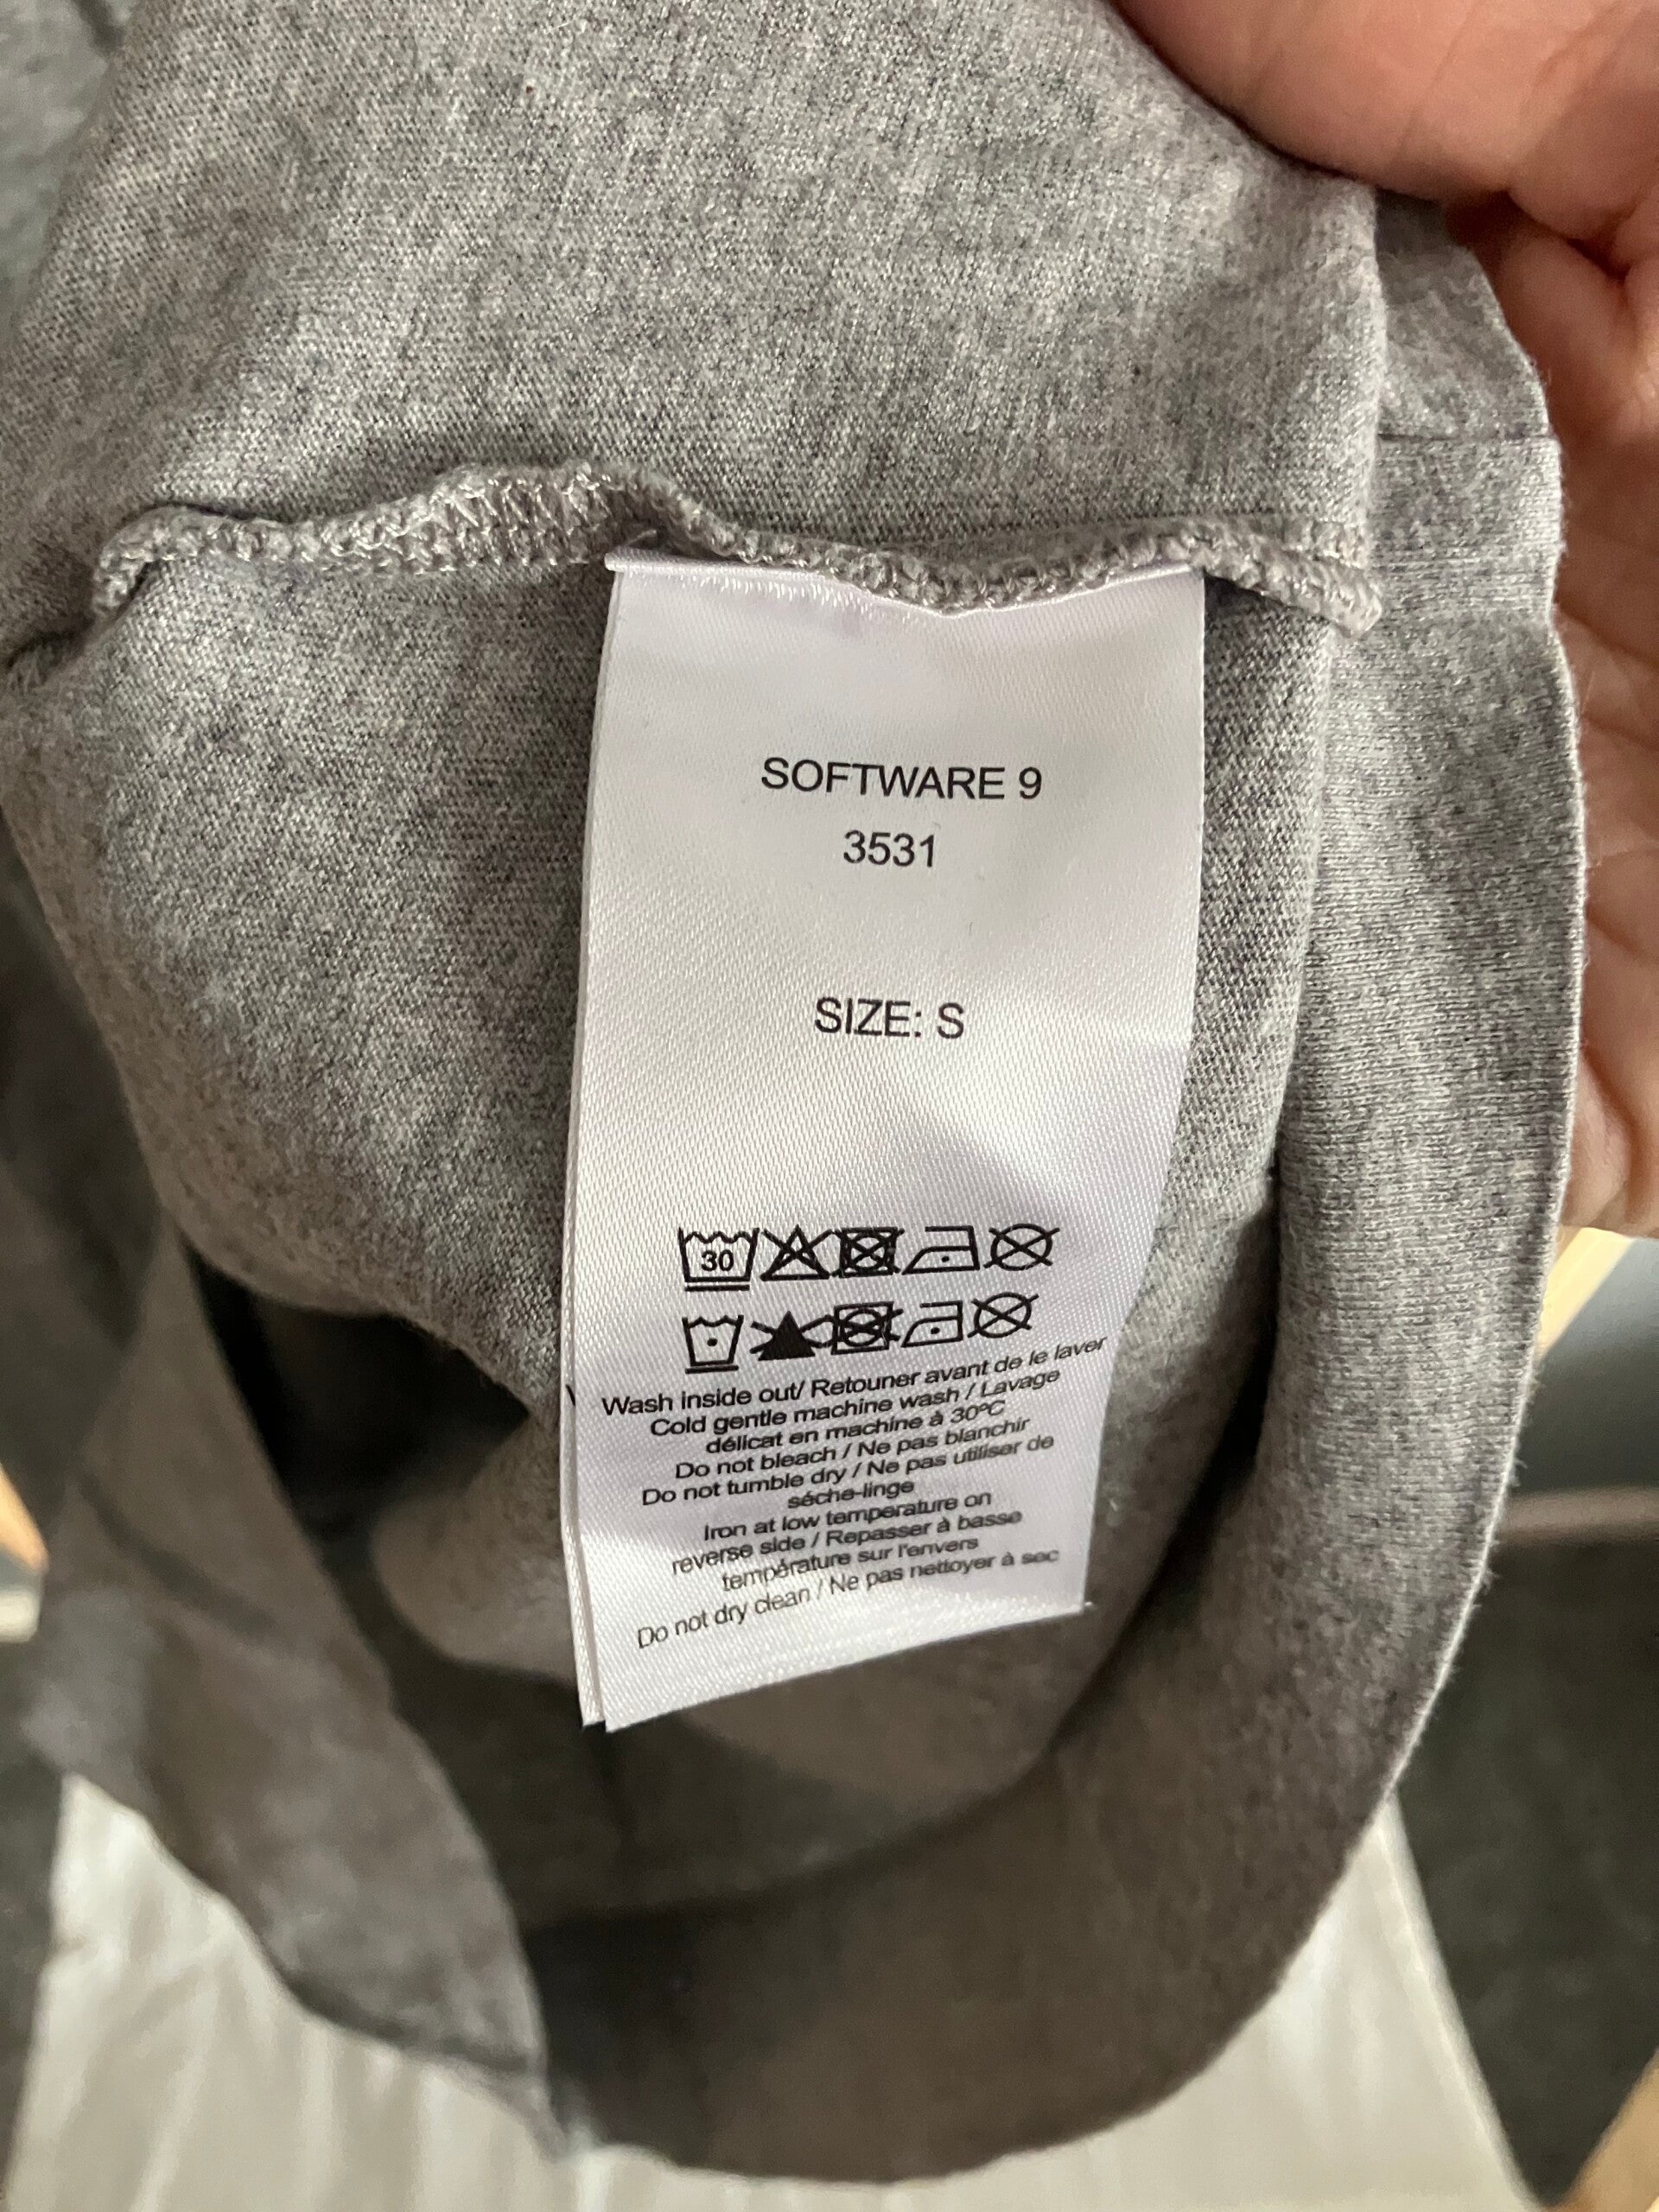 SOFTWARE 9
3531
SIZE: S
30
Wash inside out/ Retouner avant de le laver
Cold gentle machine wash / Lavage
délicat en machine à 30ºC
Do not bleach / Ne pas blanchir
Do not tumble dry / Ne pas utiliser de
séche-linge
Iron at low temperature on
reverse side / Repasser à basse
température sur l'envers
Do not dry clean / Ne pas nettoyer à sec